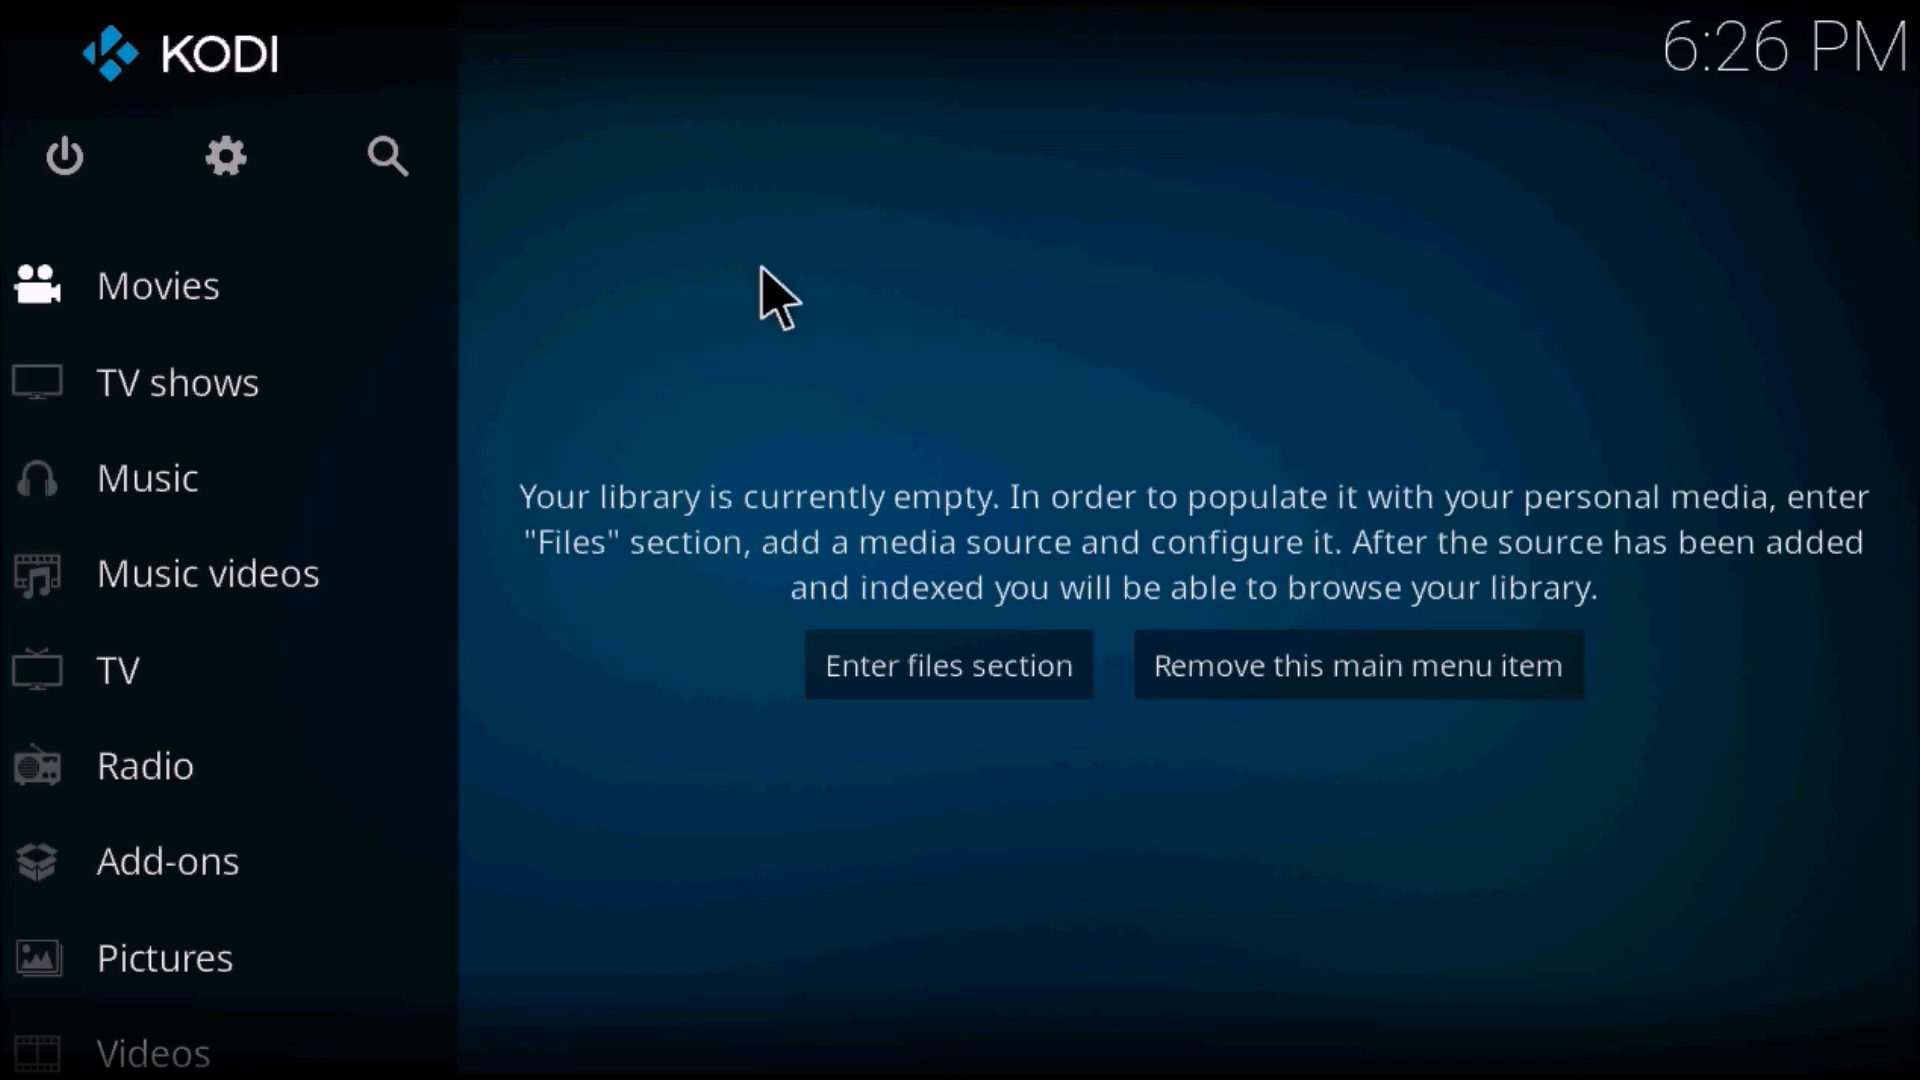 KODI
6:26 PM
Movies
TV shows
Music
Music videos
TV
Radio
Add-ons
Pictures
Videos
Your library is currently empty. In order to populate it with your personal media, enter
"Files" section, add a media source and configure it. After the source has been added
and indexed you will be able to browse your library.
Enter files section
Remove this main menu item